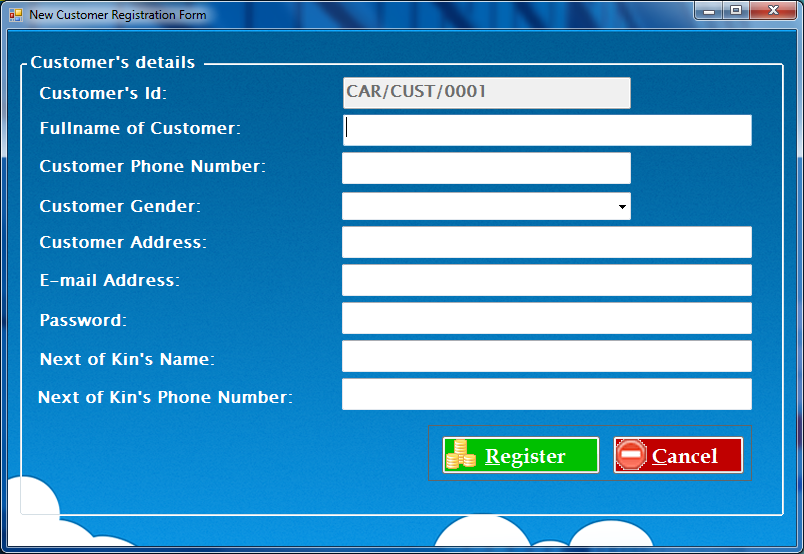 New Customer Registration Form
Customer's details
Customer's Id:
CAR/CUST/0001
Fullname of Customer:
Customer Phone Number:
Customer Gender:
Customer Address:
E-mail Address:
Password:
Next of Kin's Name:
Next of Kin's Phone Number:
Register
Cancel